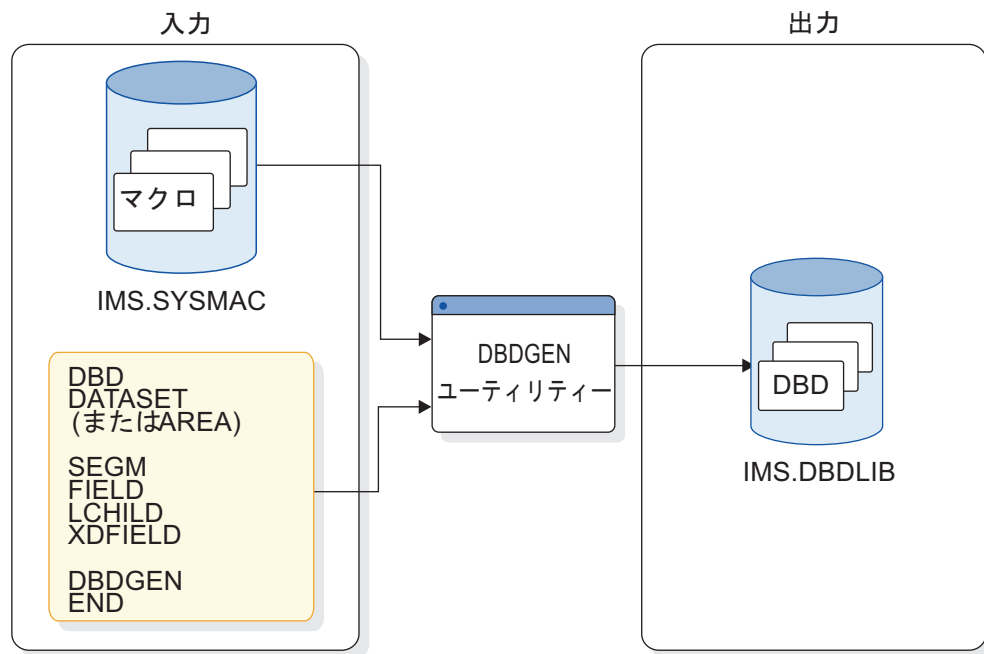 入力
出力
マクロ
IMS.SYSMAC
DBD
DATASET
(またはAREA)
SEGM
FIELD
LCHILD
XDFIELD
DBDGEN
END
DBDGEN
ユーティリティー
DBD
IMS.DBDLIB